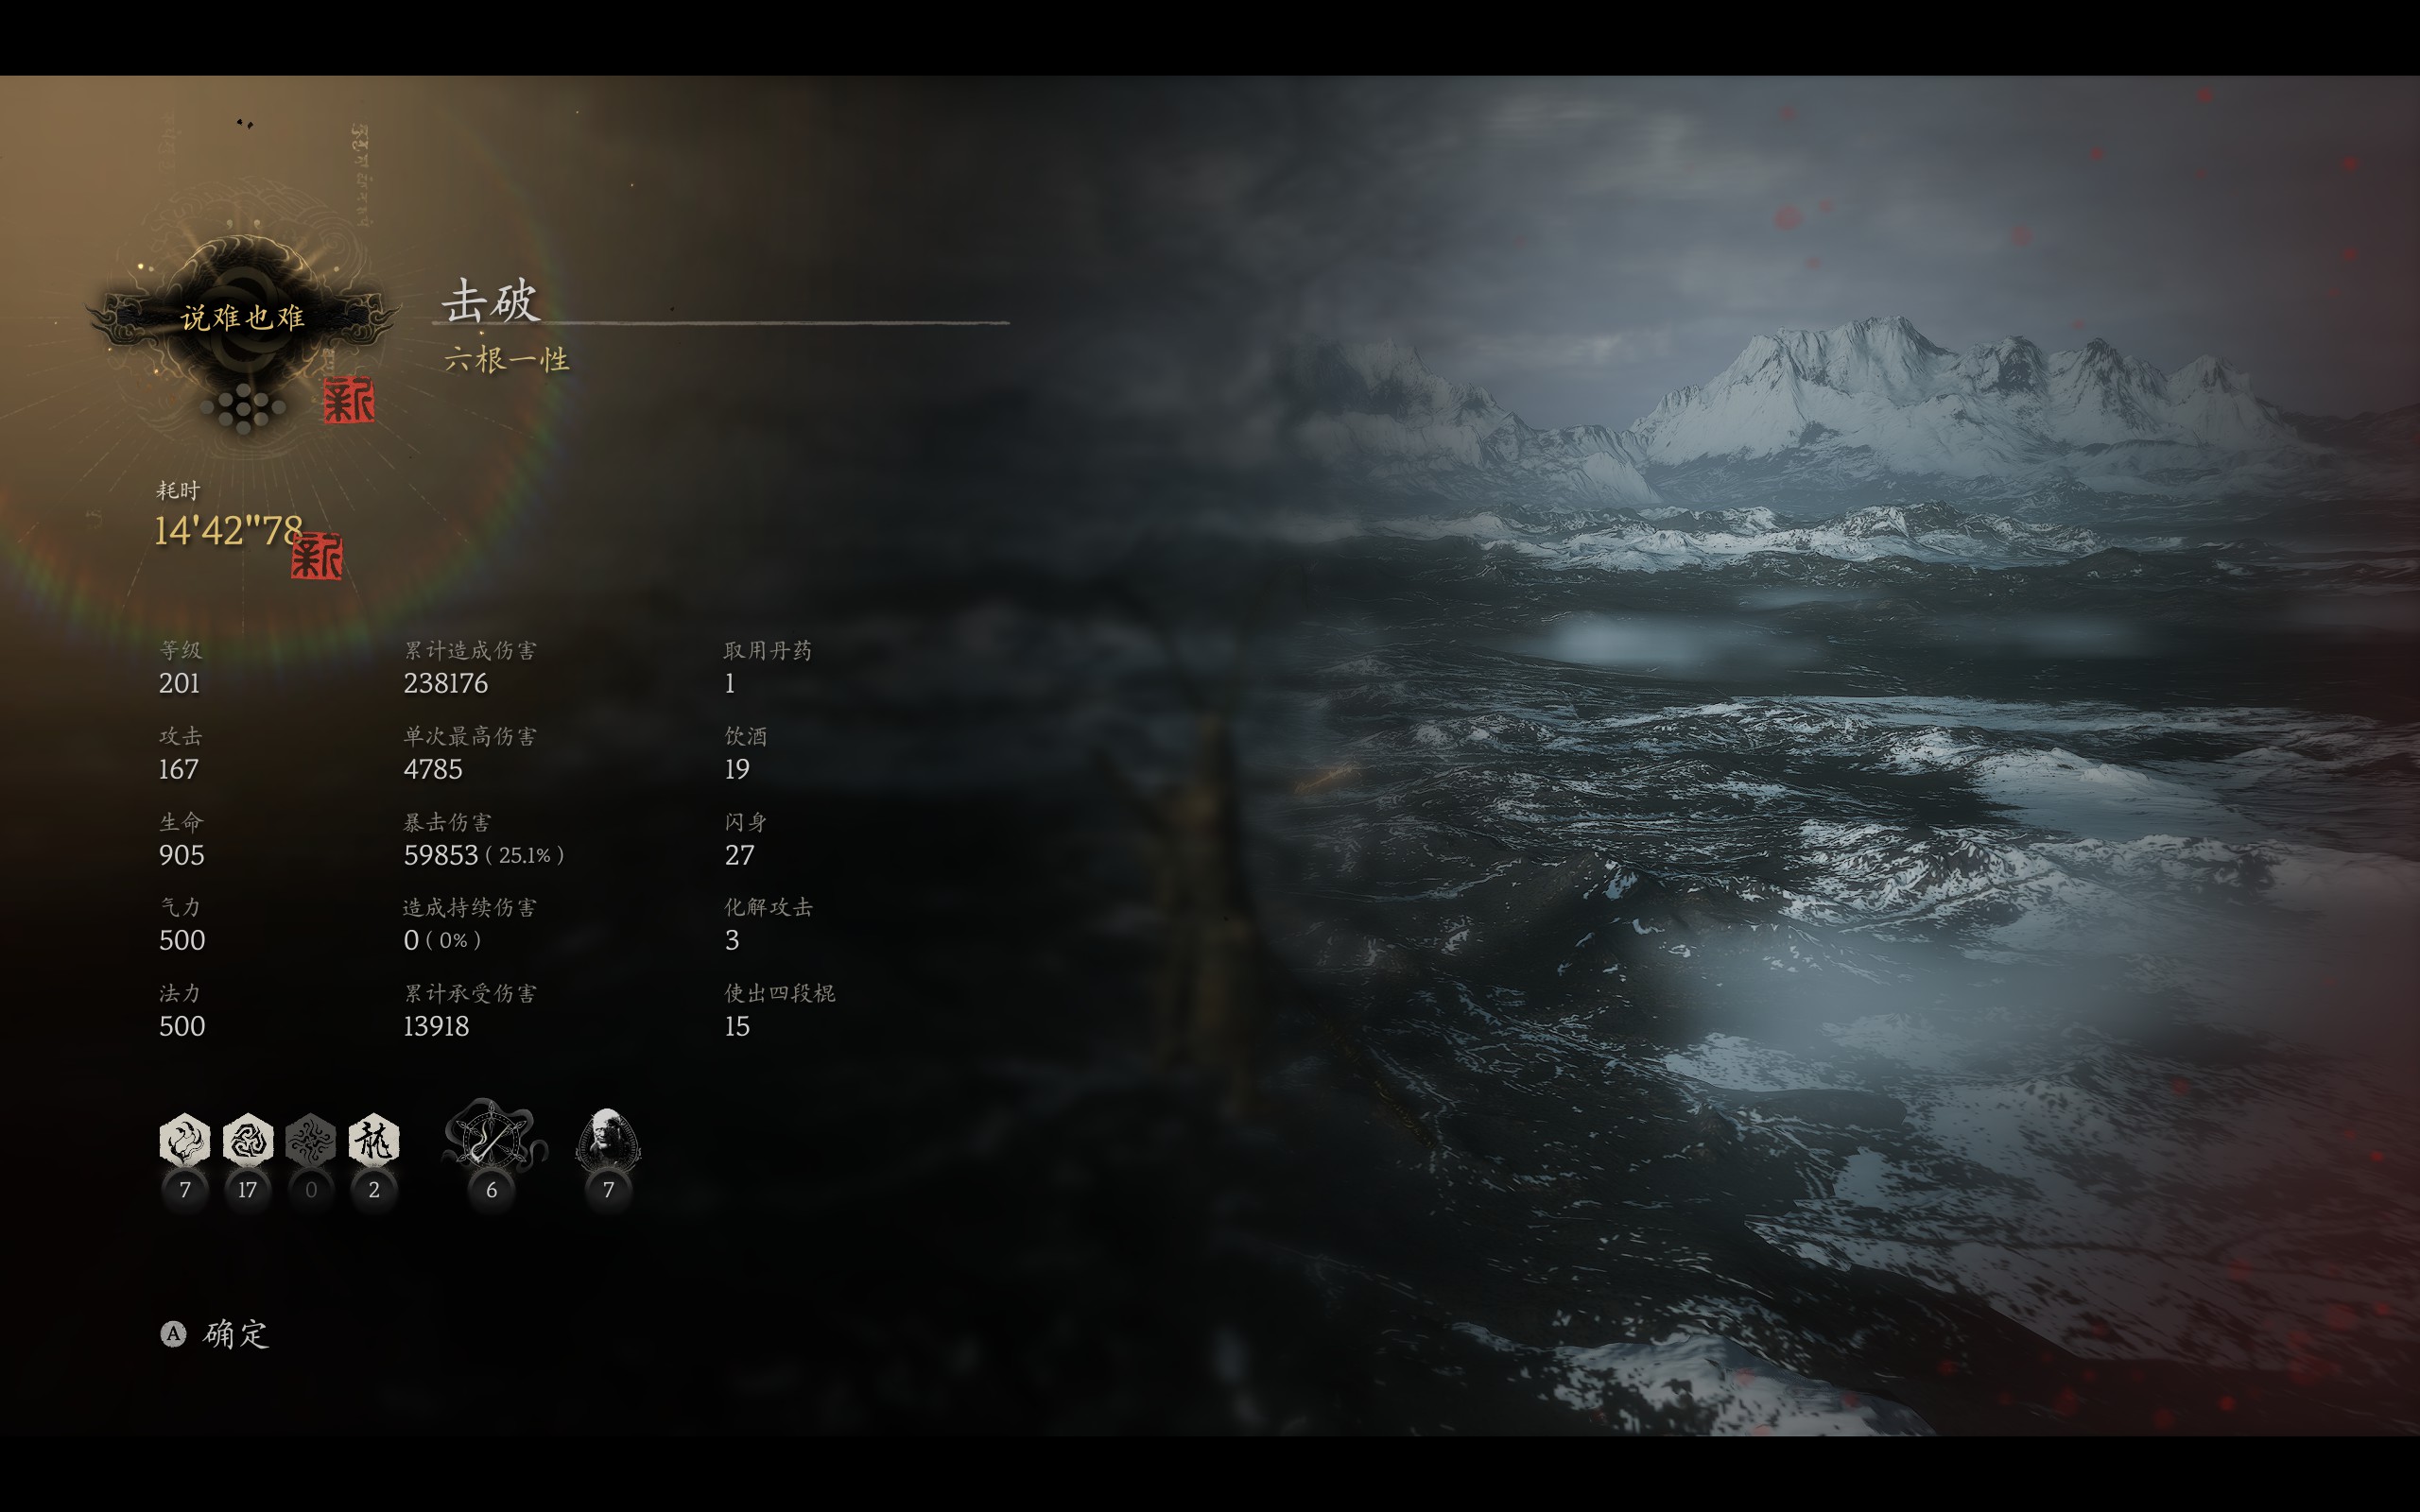 说难也难
新
击破
六根一性
耗时
14'42"78
新
等级
201
累计造成伤害
238176
取用丹药
1
攻击
167
单次最高伤害
4785
饮酒
19
生命
905
暴击伤害
59853 ( 25.1% )
闪身
27
气力
500
造成持续伤害
0 ( 0% )
化解攻击
3
法力
500
累计承受伤害
13918
使出四段棍
15
龍
7
17
0
2
6
7
A 确定